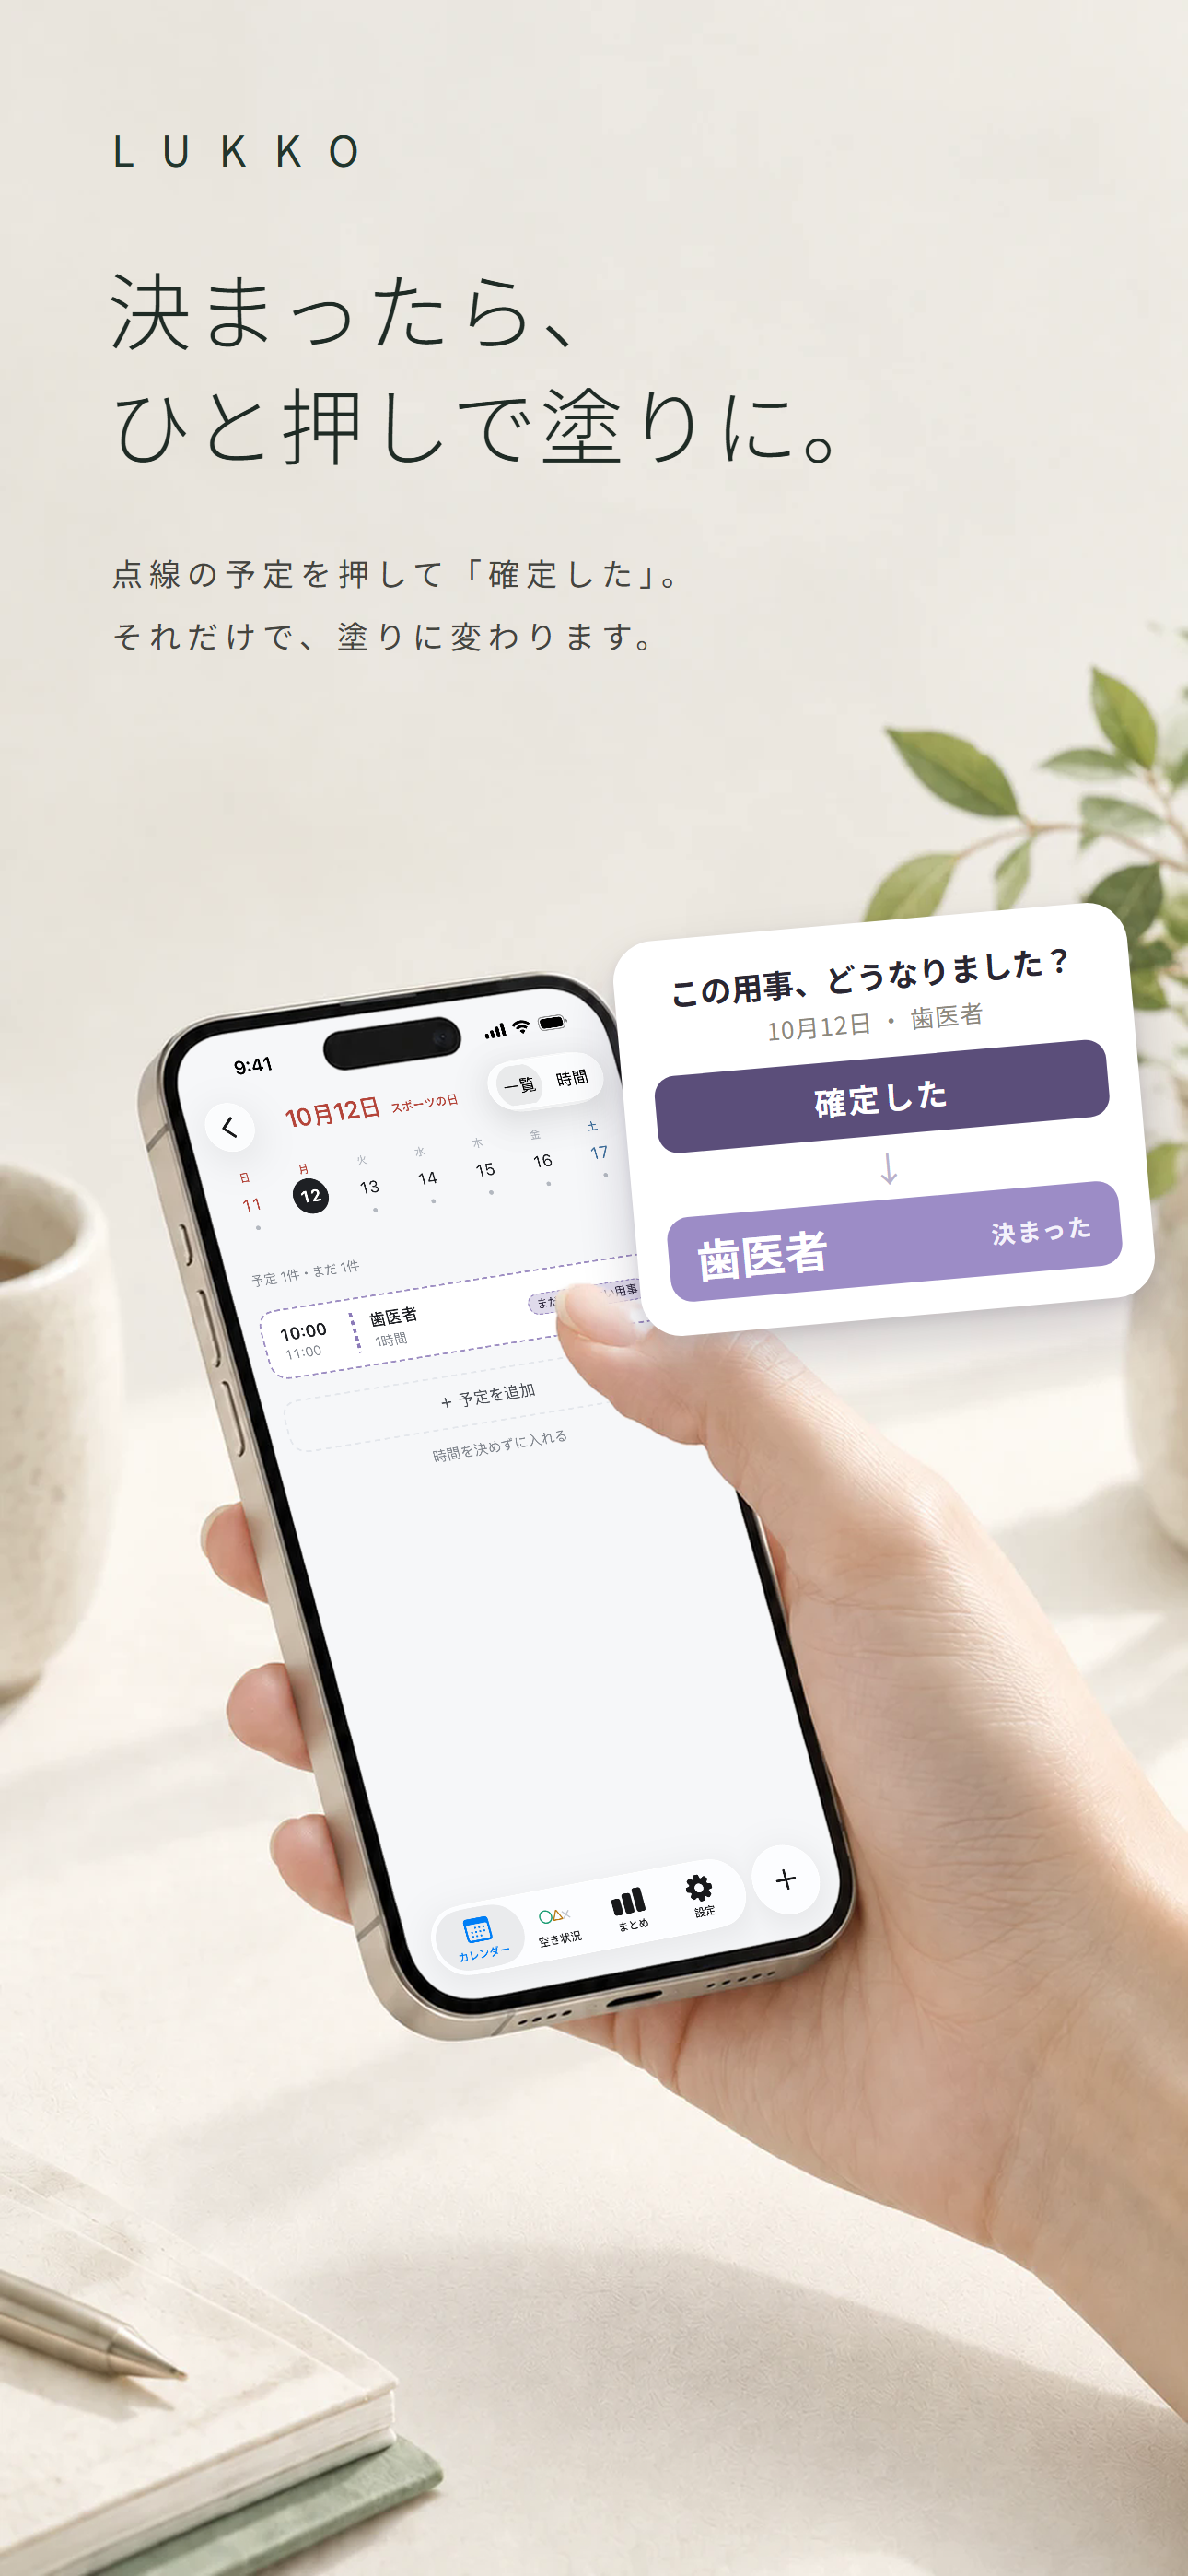 LUKKO
決まったら、
ひと押しで塗りに。
点線の予定を押して「確定した」。
それだけで、塗りに変わります。
この用事、どうなりました？
10月12日 ・ 歯医者
確定した
↓
歯医者 決まった
9:41
10月12日 スポーツの日 一覧 時間
日 月 火 水 木 金 土
11 12 13 14 15 16 17
予定 1件・まだ 1件
10:00 歯医者 まだ
い用事
11:00 1時間
+ 予定を追加
時間を決めずに入れる
カレンダー 空き状況 まとめ 設定
+